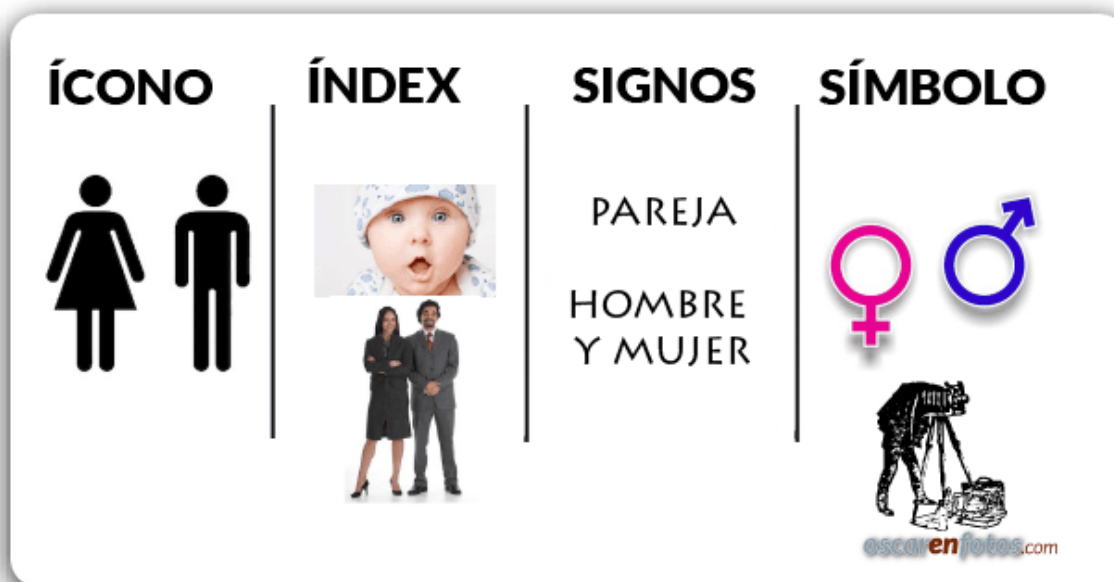 ÍCONO
ÍNDEX
SIGNOS
SÍMBOLO
PAREJA
HOMBRE
Y MUJER
oscarenfotos.com